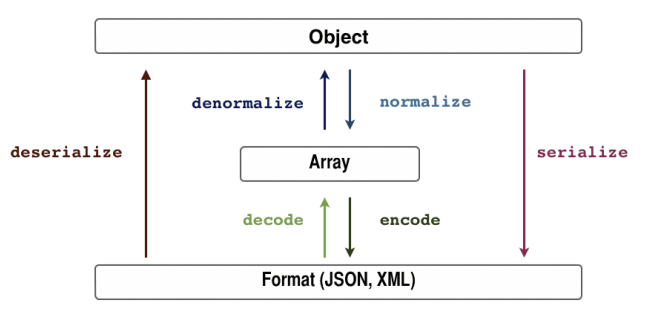 Object
denormalize
normalize
deserialize
Array
serialize
decode
encode
Format (JSON, XML)